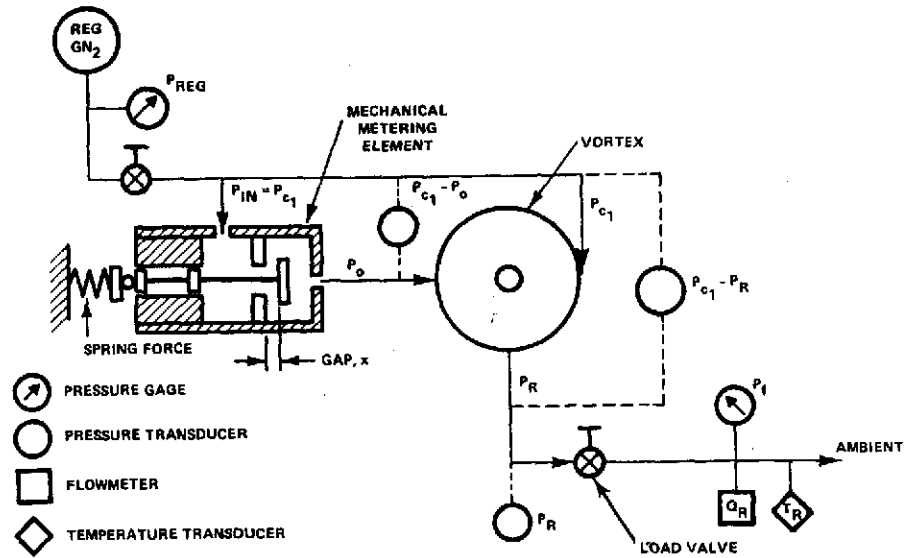 REG
GN2
PREG
MECHANICAL
METERING
ELEMENT
VORTEX
PIN = Pc1
Pc1 - Po
Pc1
Po
Pc1 - PR
SPRING FORCE
GAP, x
PR
PRESSURE GAGE
PRESSURE TRANSDUCER
FLOWMETER
TEMPERATURE TRANSDUCER
Pf
AMBIENT
PR
QR
TR
LOAD VALVE